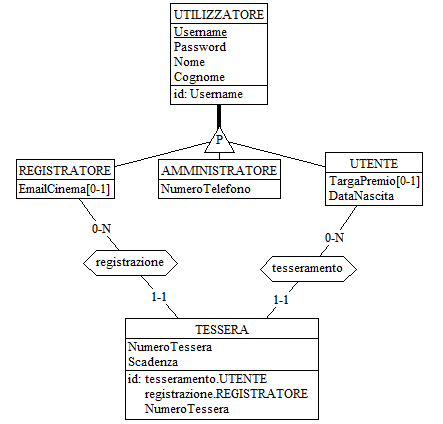 UTILIZZATORE
Username
Password
Nome
Cognome
id: Username
P
REGISTRATORE
EmailCinema[0-1]
AMMINISTRATORE
NumeroTelefono
UTENTE
TargaPremio[0-1]
DataNascita
0-N
0-N
registrazione
tesseramento
1-1
1-1
TESSERA
NumeroTessera
Scadenza
id: tesseramento.UTENTE
registrazione.REGISTRATORE
NumeroTessera